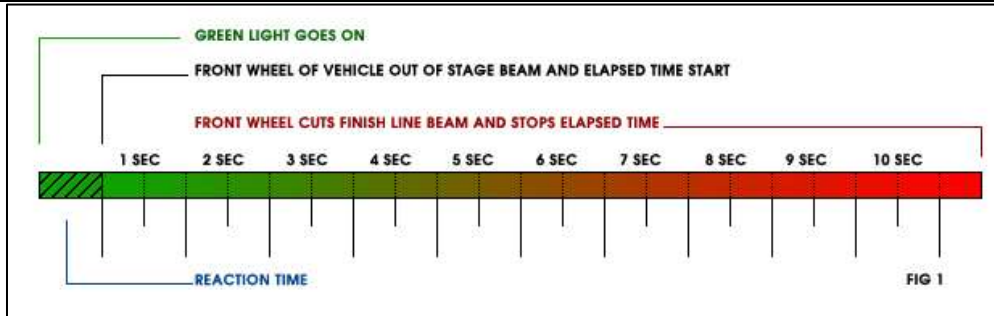 GREEN LIGHT GOES ON
FRONT WHEEL OF VEHICLE OUT OF STAGE BEAM AND ELAPSED TIME START
FRONT WHEEL CUTS FINISH LINE BEAM AND STOPS ELAPSED TIME
1 SEC 2 SEC 3 SEC 4 SEC 5 SEC 6 SEC 7 SEC 8 SEC 9 SEC 10 SEC
REACTION TIME FIG 1